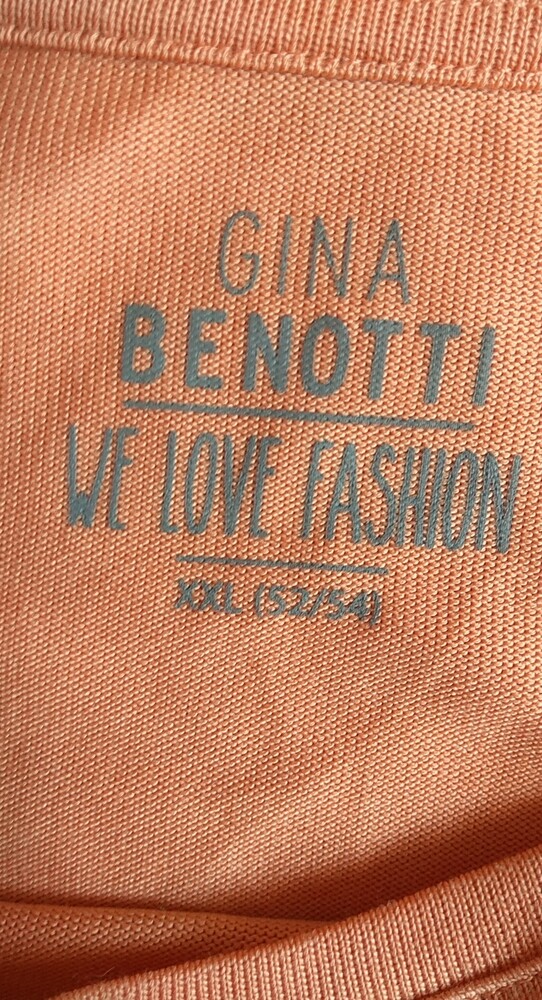 GINA
BENOTTI
WE LOVE FASHION
XXL (52/54)